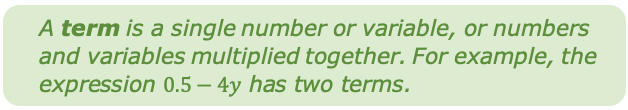 A term is a single number or variable, or numbers
and variables multiplied together. For example, the
expression 0.5 – 4y has two terms.